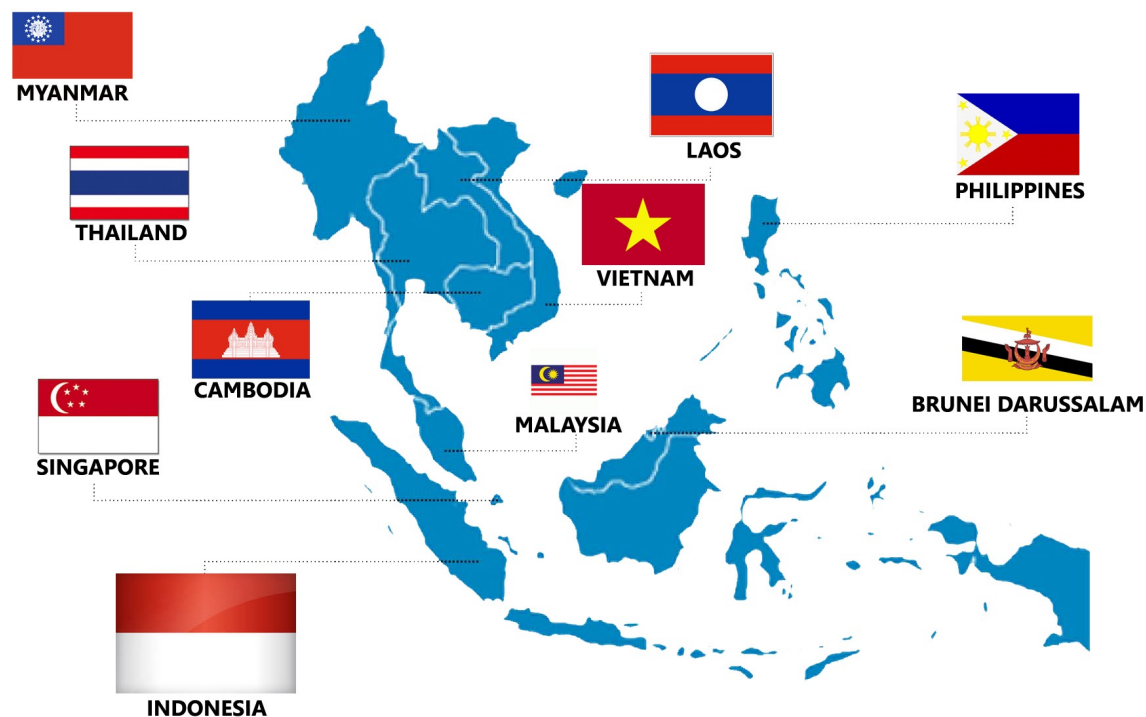 MYANMAR
LAOS
PHILIPPINES
THAILAND
VIETNAM
CAMBODIA
BRUNEI DARUSSALAM
MALAYSIA
SINGAPORE
INDONESIA